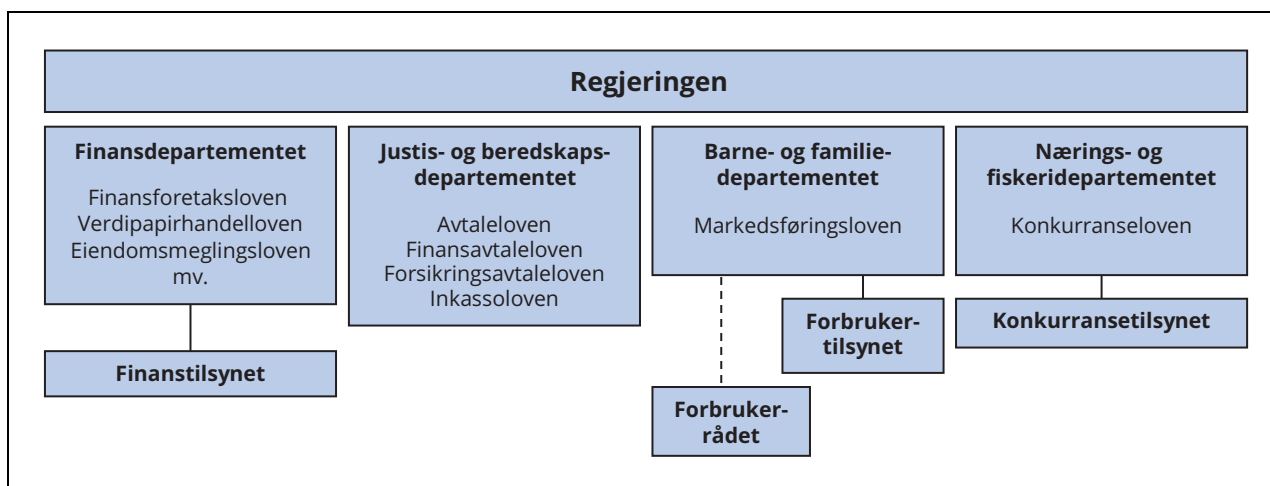 Regjeringen
Finansdepartementet
Finansforetaksloven
Verdipapirhandelloven
Eiendomsmeglingsloven
mv.
Finanstilsynet
Justis- og beredskaps-
departementet
Avtaleloven
Finansavtaleloven
Forsikringsavtaleloven
Inkassoloven
Barne- og familie-
departementet
Markedsføringsloven
Forbruker-
tilsynet
Forbruker-
rådet
Nærings- og
fiskeridepartementet
Konkurranseloven
Konkurransetilsynet